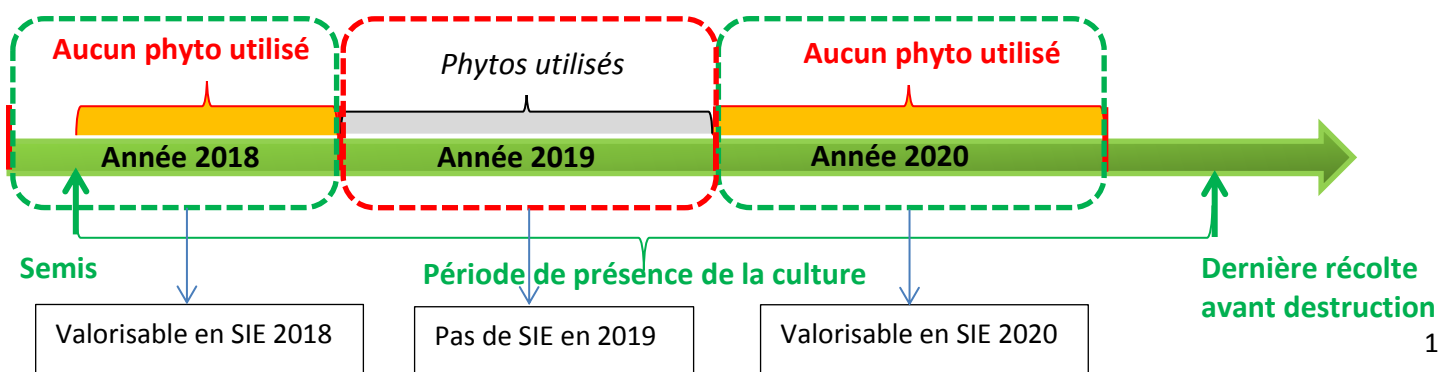 Aucun phyto utilisé
Phytos utilisés
Aucun phyto utilisé
Année 2018
Année 2019
Année 2020
Semis
Période de présence de la culture
Dernière récolte
avant destruction
Valorisable en SIE 2018
Pas de SIE en 2019
Valorisable en SIE 2020
1